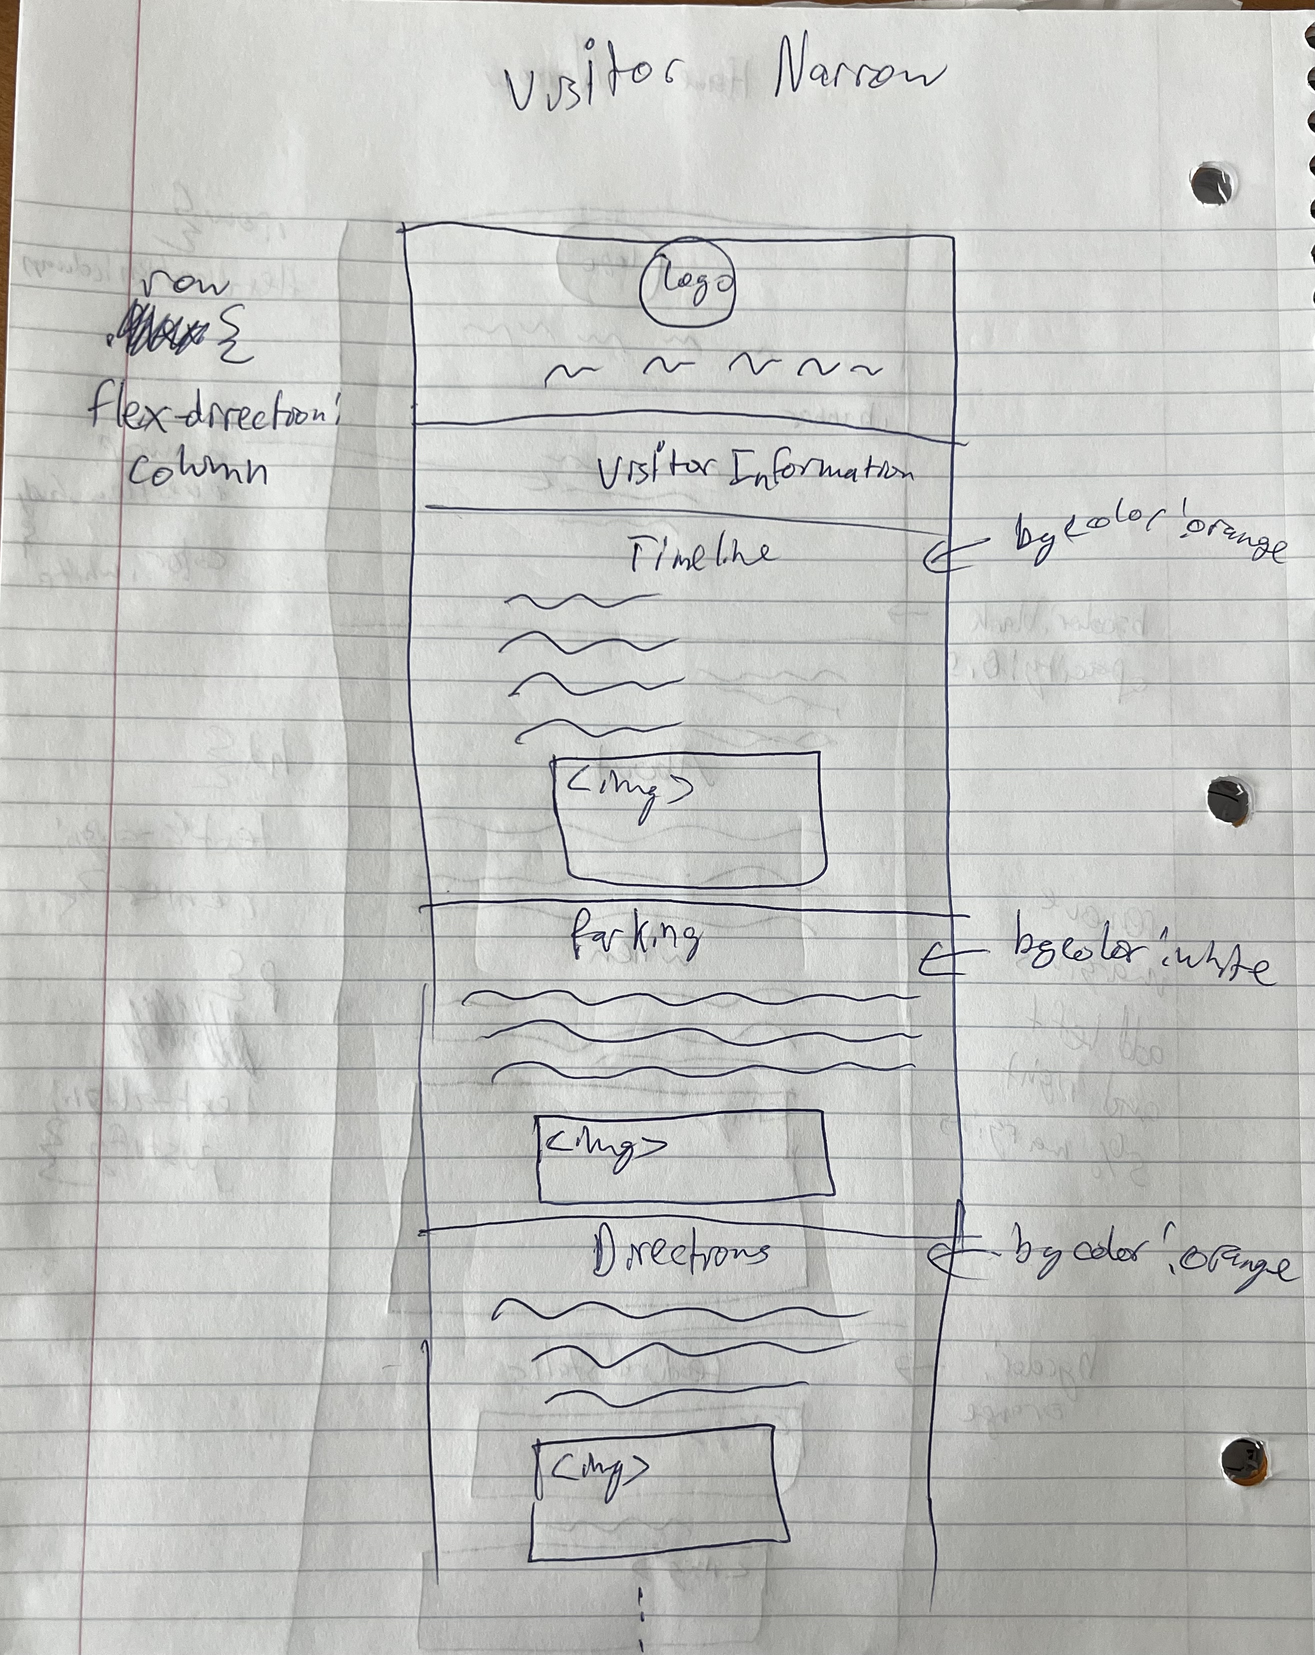 Visitor Narrow
logo
row
{
flex-direction:
column
Visitor Information
Timeline
bgcolor: orange
<img>
Parking
bgcolor: white
<img>
Directions
bgcolor: orange
<img>